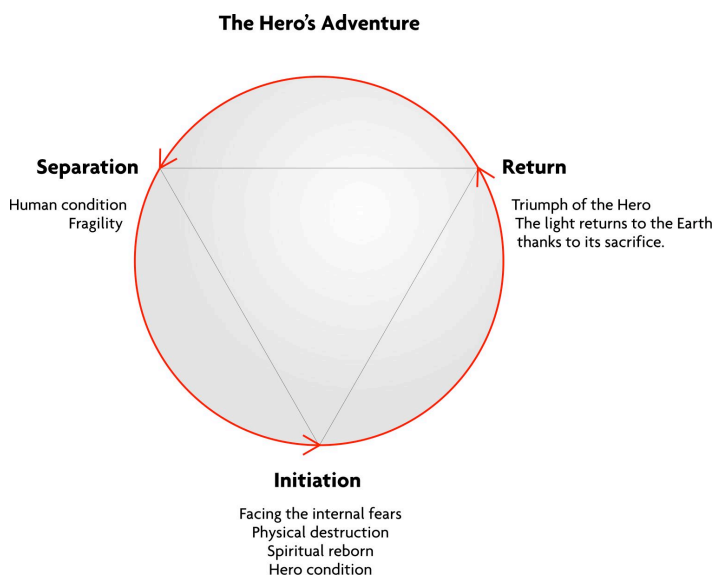 The Hero’s Adventure
Separation
Human condition
Fragility
Return
Triumph of the Hero
The light returns to the Earth
thanks to its sacrifice.
Initiation
Facing the internal fears
Physical destruction
Spiritual reborn
Hero condition